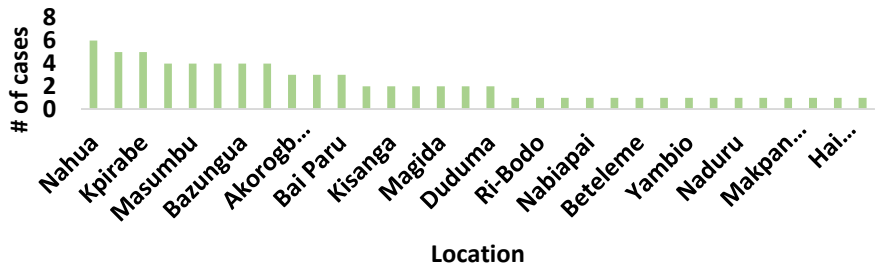 # of cases
8
6
4
2
0
Nahua
Kpirabe
Masumbu
Bazungua
Akorogb...
Bai Paru
Kisanga
Magida
Duduma
Ri-Bodo
Nabiapai
Beteleme
Yambio
Naduru
Makpan...
Hai...
Location